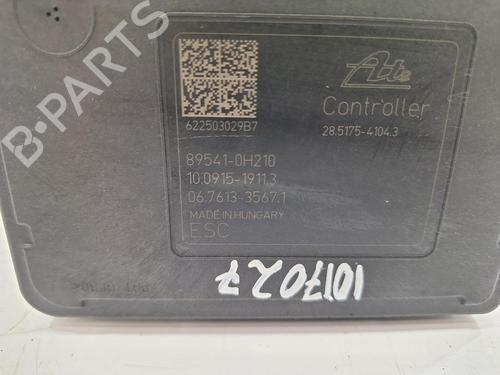 B-PARTS
Ate
Controller
622503029B7
28.5175-4104.3
89541-0H210
10.0915-1911.3
06.7613-3567.1
MADE IN HUNGARY
ESC
1017027